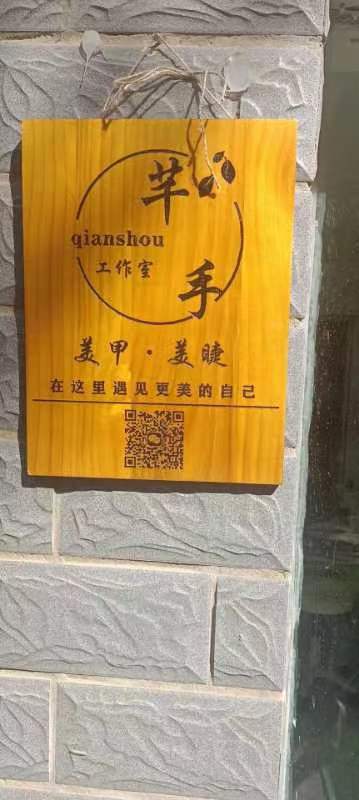 芊
qianshou
工作室
手
美甲·美睫
在这里遇见更美的自己